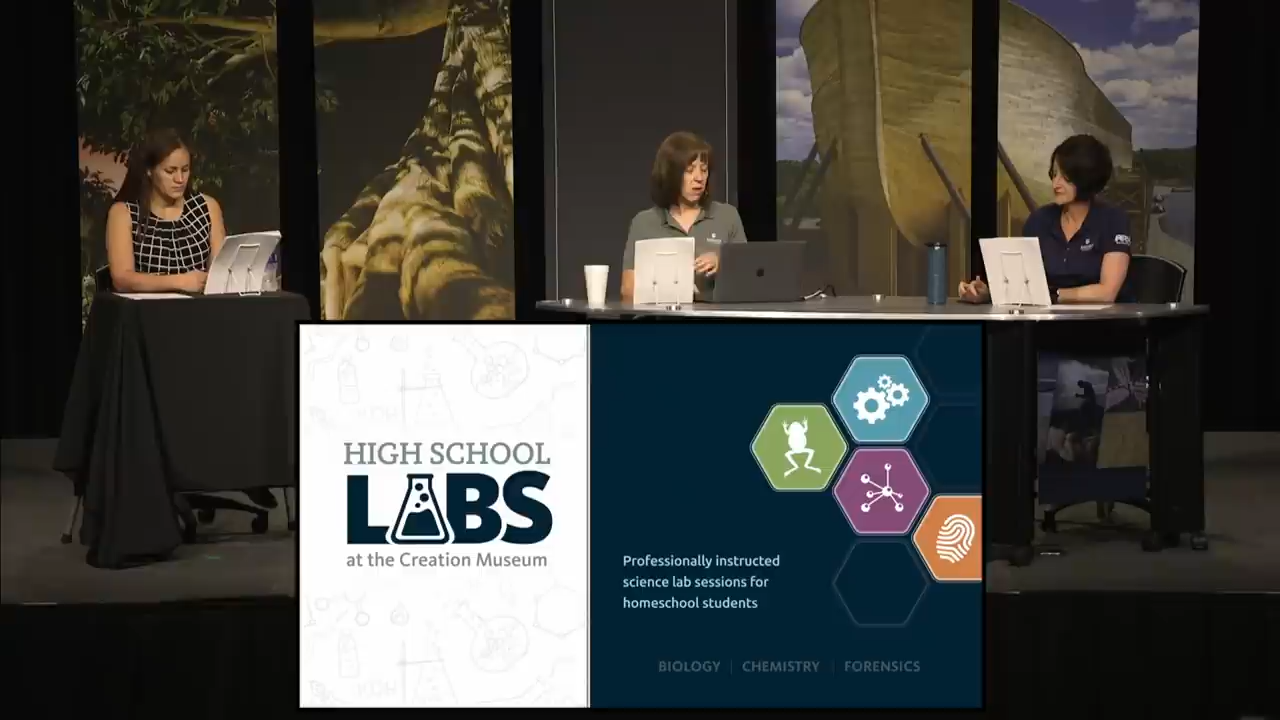 HIGH SCHOOL
LABS
at the Creation Museum
Professionally instructed
science lab sessions for
homeschool students
BIOLOGY | CHEMISTRY | FORENSICS